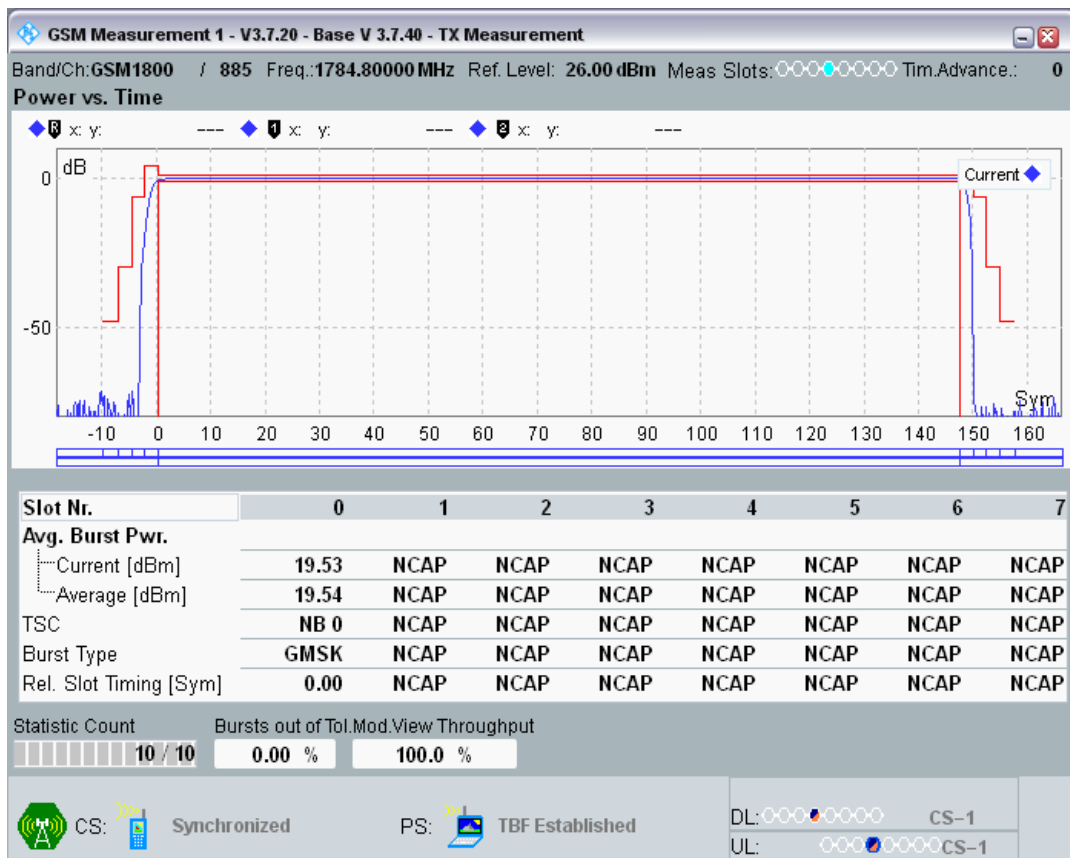 GSM Measurement 1 - V3.7.20 - Base V 3.7.40 - TX Measurement
Band/Ch:GSM1800 / 885 Freq.:1784.80000 MHz Ref. Level: 26.00 dBm Meas Slots: Tim.Advance.: 0
Power vs. Time
R x: y: --- 1 x: y: --- 2 x: y: ---
dB
Current
0
-50
Sym
-10 0 10 20 30 40 50 60 70 80 90 100 110 120 130 140 150 160
Slot Nr. 0 1 2 3 4 5 6 7
Avg. Burst Pwr.
Current [dBm] 19.53 NCAP NCAP NCAP NCAP NCAP NCAP NCAP
Average [dBm] 19.54 NCAP NCAP NCAP NCAP NCAP NCAP NCAP
TSC NB 0 NCAP NCAP NCAP NCAP NCAP NCAP NCAP
Burst Type GMSK NCAP NCAP NCAP NCAP NCAP NCAP NCAP
Rel. Slot Timing [Sym] 0.00 NCAP NCAP NCAP NCAP NCAP NCAP NCAP
Statistic Count Bursts out of Tol.Mod.View Throughput
10 / 10 0.00 % 100.0 %
CS: Synchronized PS: TBF Established
DL: CS-1
UL: CS-1